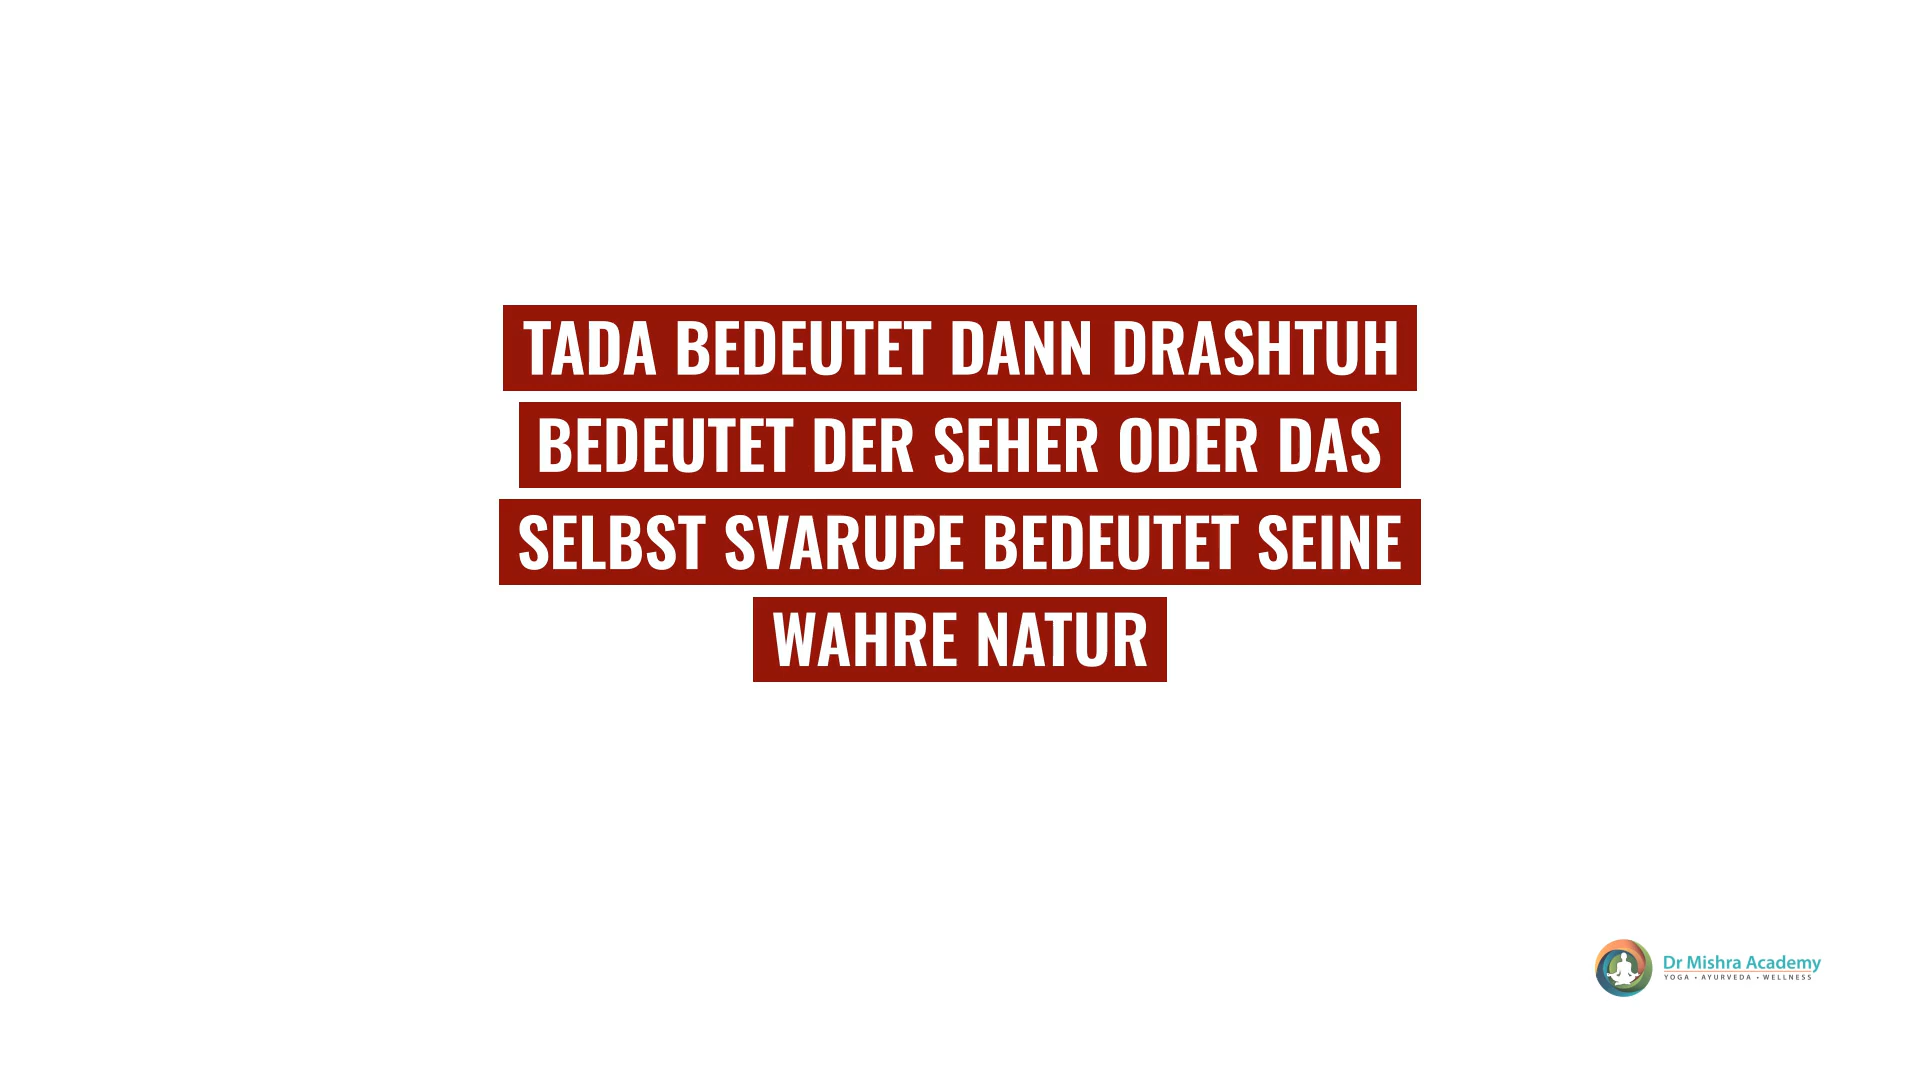 TADA BEDEUTET DANN DRASHTUH
BEDEUTET DER SEHER ODER DAS
SELBST SVARUPE BEDEUTET SEINE
WAHRE NATUR
Dr Mishra Academy
YOGA • AYURVEDA • WELLNESS